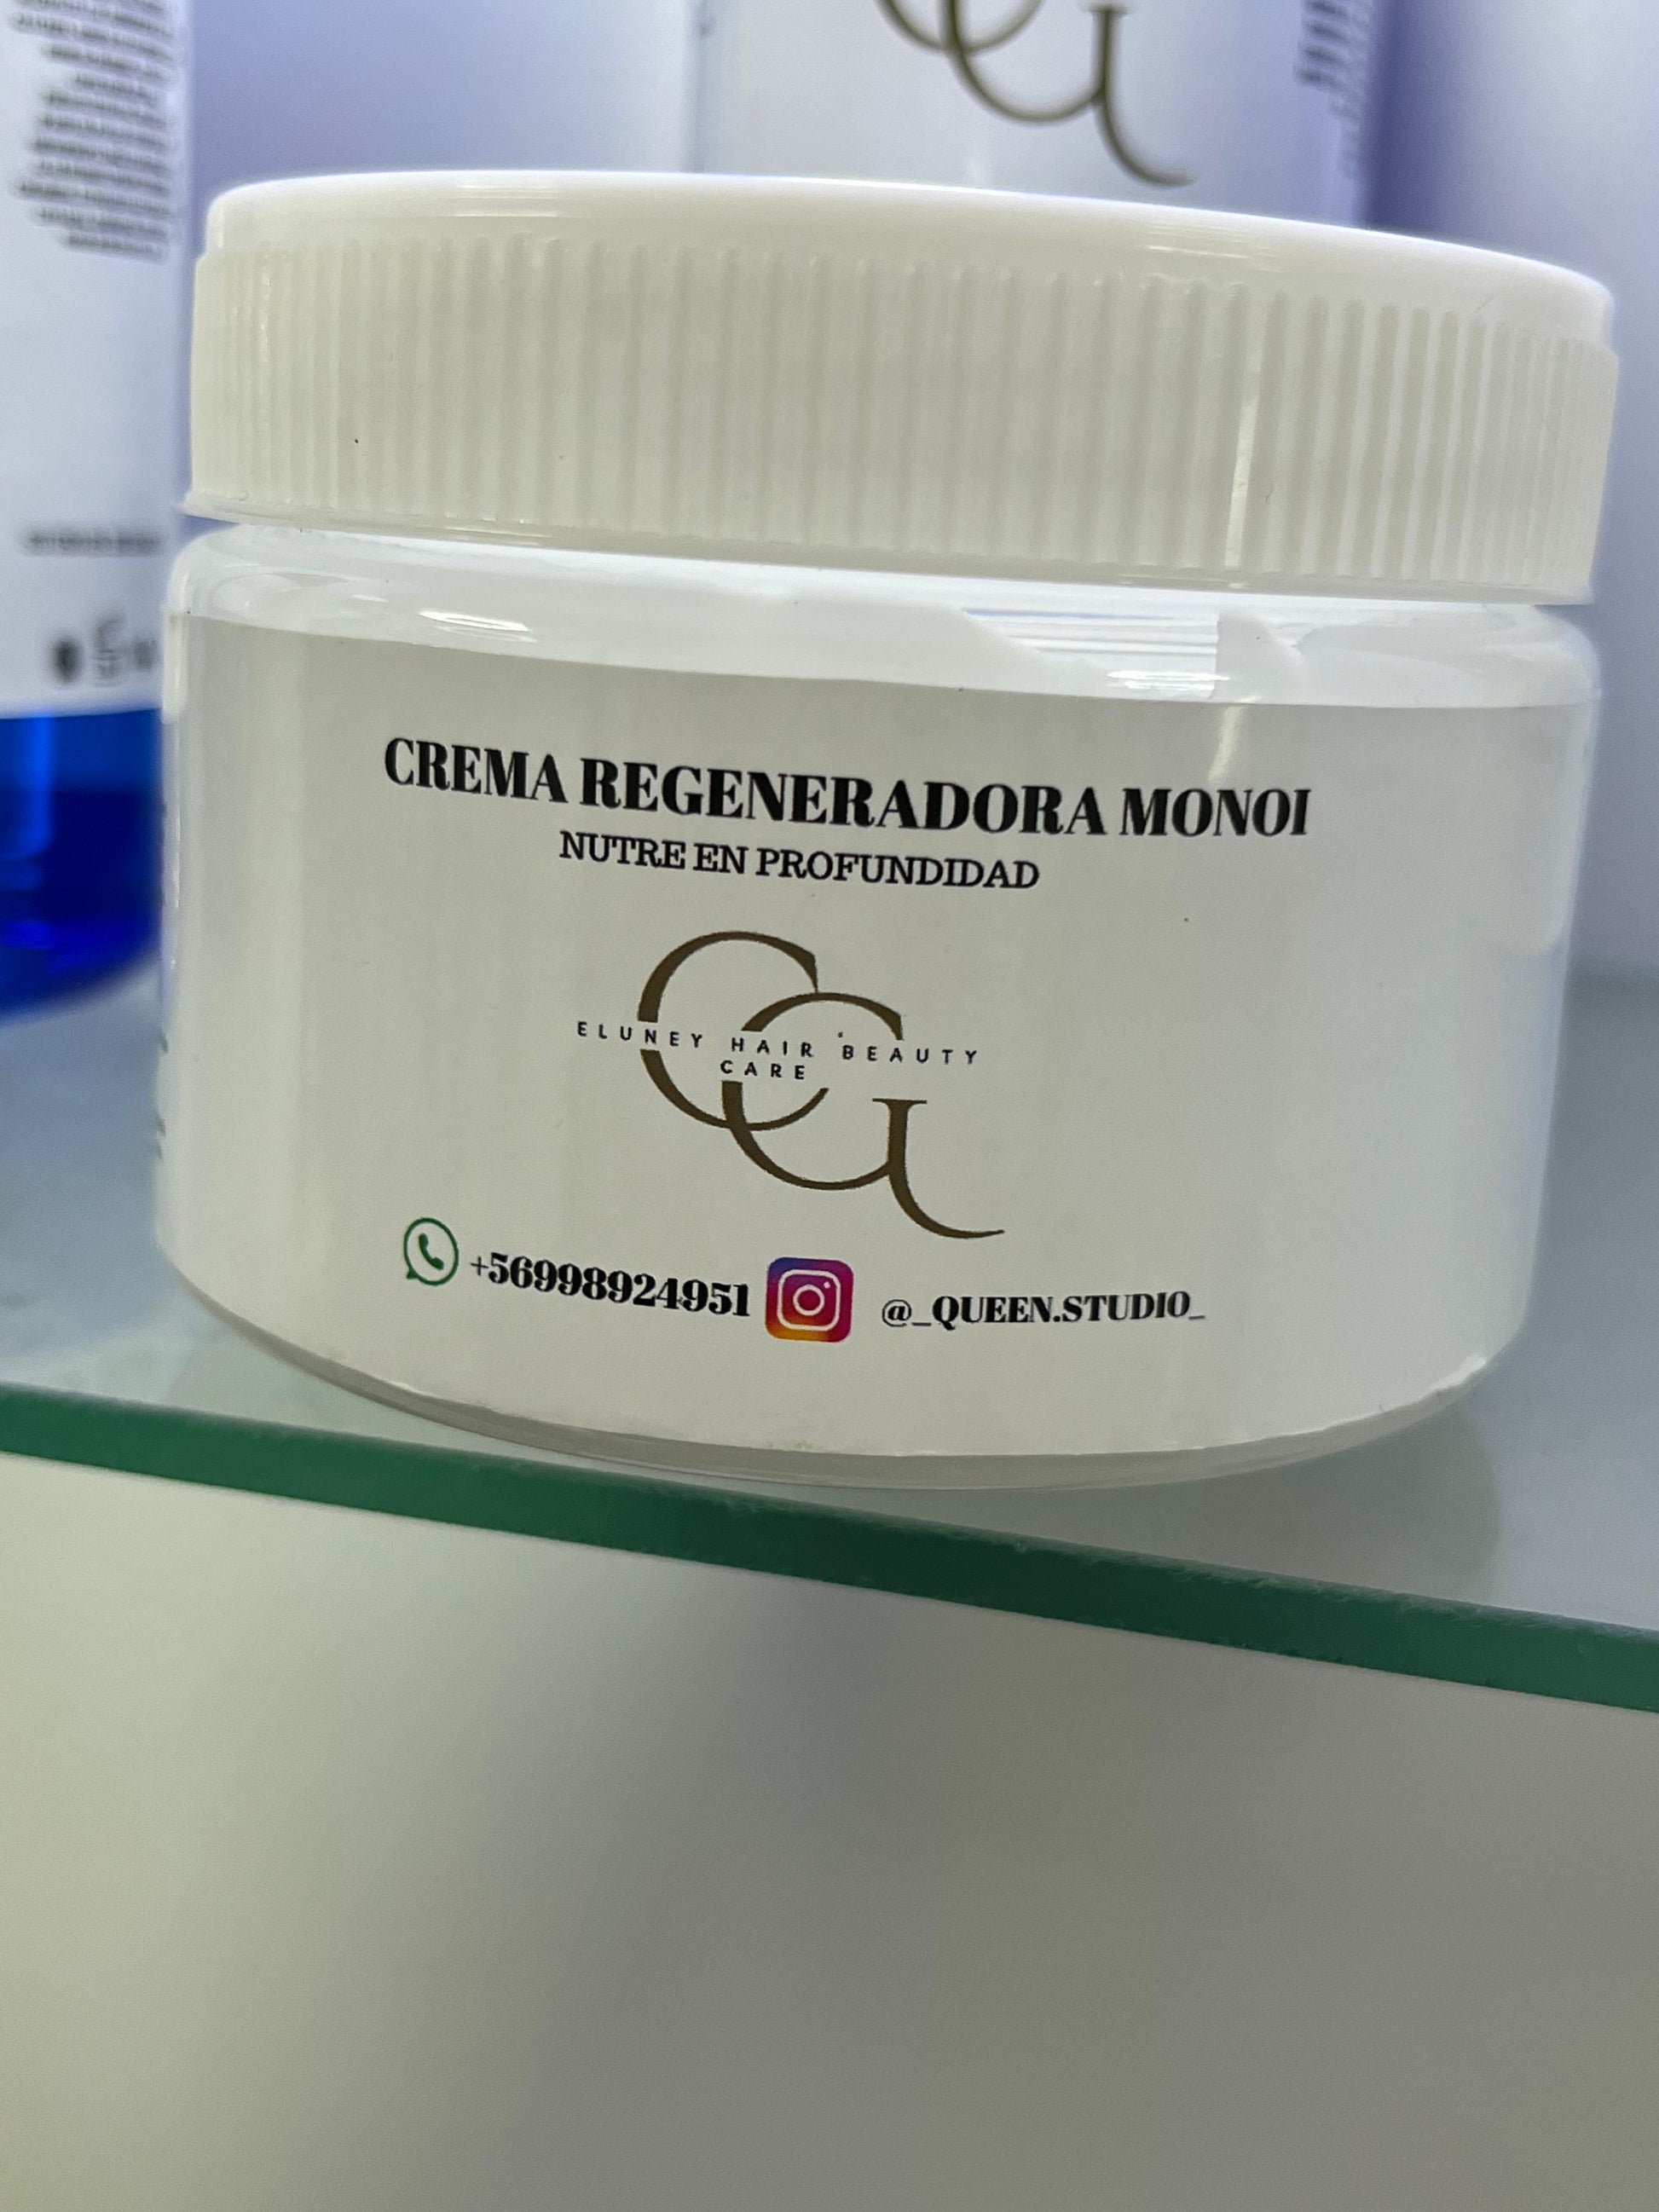 CREMA REGENERADORA MONOI
NUTRE EN PROFUNDIDAD
ELUNEY HAIR BEAUTY
CARE
+56998924951 @_QUEEN.STUDIO_